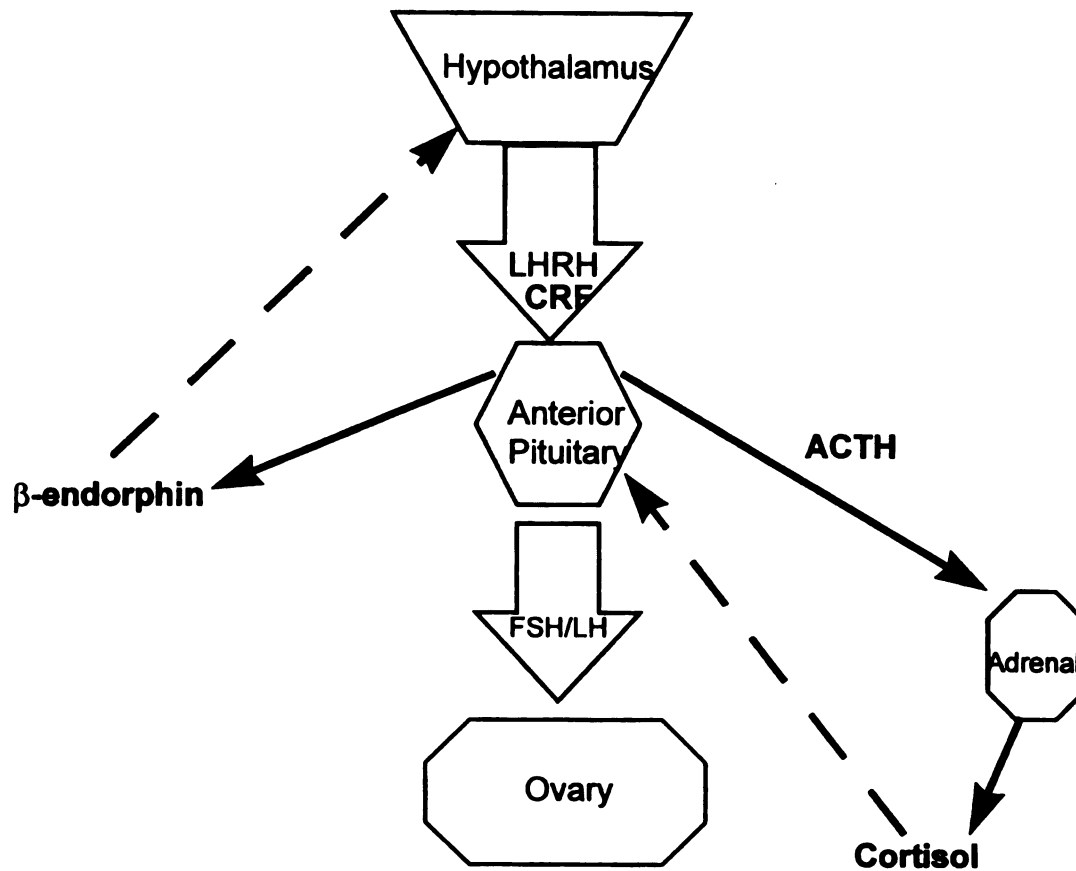 Hypothalamus
LHRH
CRF
Anterior
Pituitary
ACTH
β-endorphin
FSH/LH
Adrenal
Ovary
Cortisol